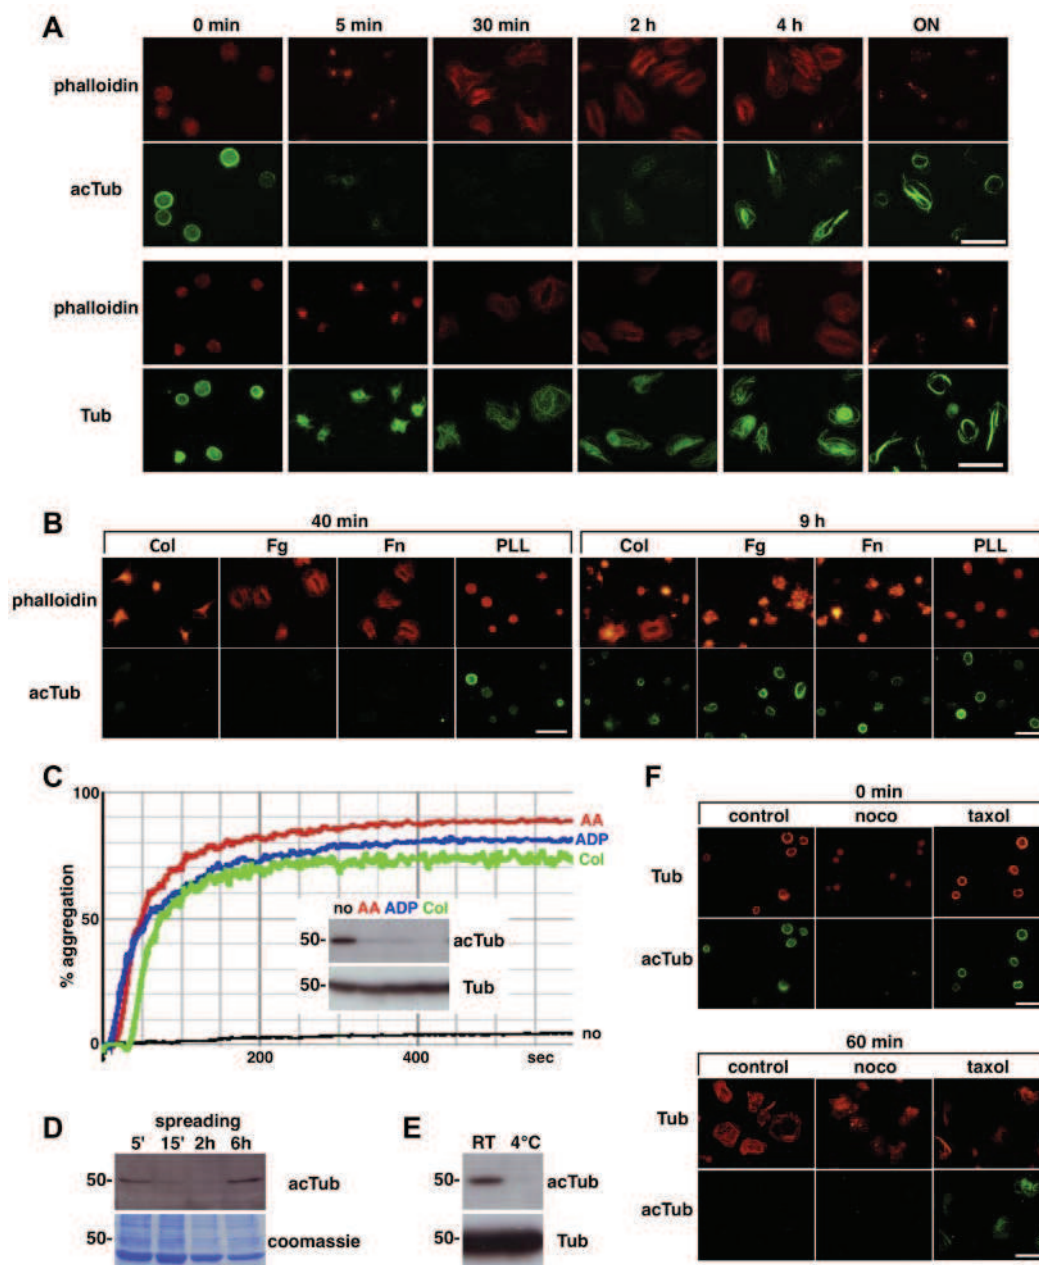 A
0 min 5 min 30 min 2 h 4 h ON
phalloidin
acTub
phalloidin
Tub
B
40 min 9 h
Col Fg Fn PLL Col Fg Fn PLL
phalloidin
acTub
C
100
AA
ADP
Col
% aggregation
50
no AA ADP Col
50- acTub
50- Tub
no
0
200 400 sec
D
spreading
5' 15' 2h 6h
50- acTub
50- coomassie
E
RT 4°C
50- acTub
50- Tub
F
0 min
control noco taxol
Tub
acTub
60 min
control noco taxol
Tub
acTub